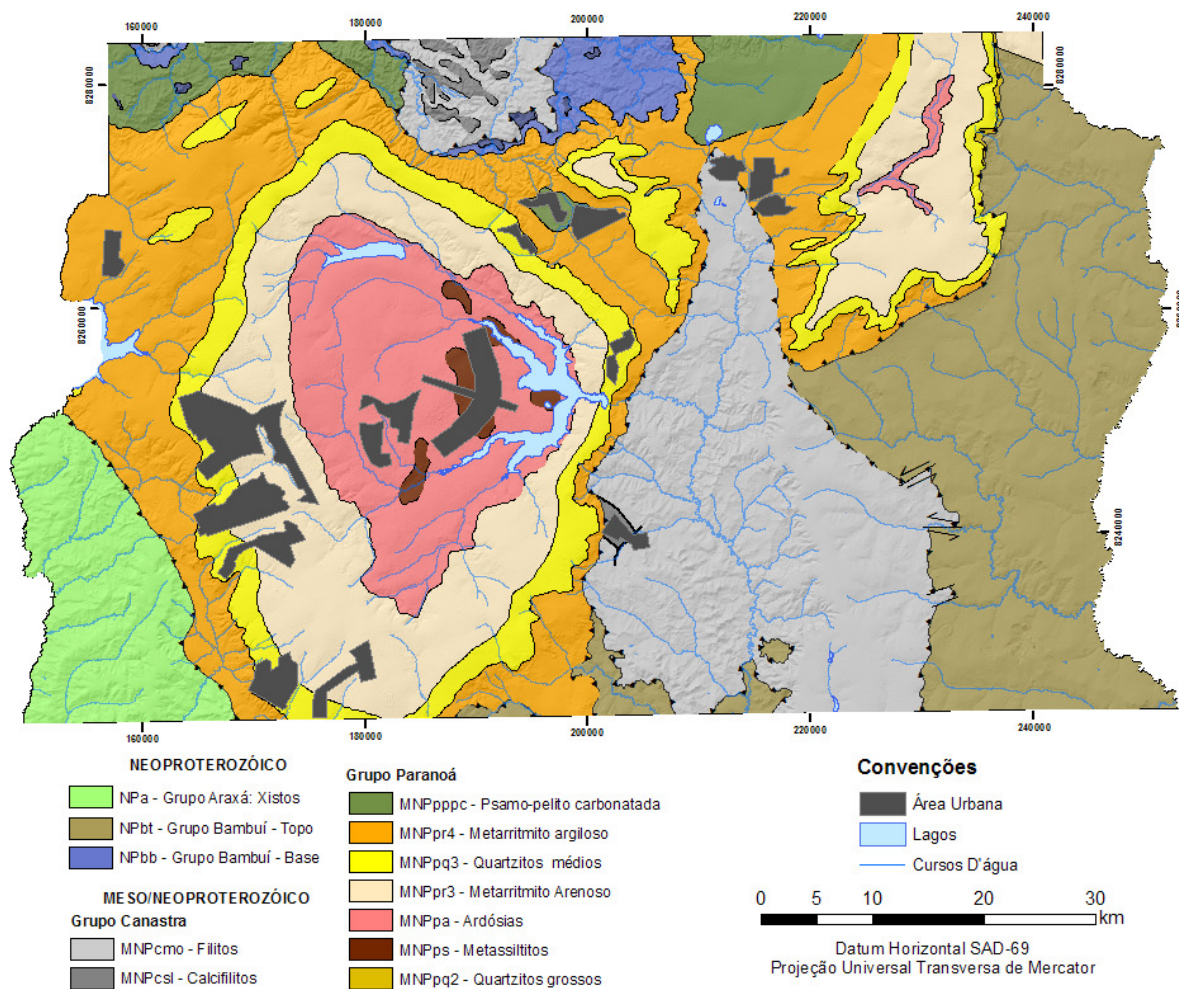 160000
180000
200000
220000
240000
8280000
8280000
8260000
8260000
8240000
160000
180000
200000
220000
240000
NEOPROTEROZÓICO
NPa - Grupo Araxá: Xistos
NPbt - Grupo Bambuí - Topo
NPbb - Grupo Bambuí - Base
MESO/NEOPROTEROZÓICO
Grupo Canastra
MNPcmo - Filitos
MNPcsl - Calcifilitos
Grupo Paranoá
MNPpppc - Psamo-pelito carbonatada
MNPpr4 - Metarritmito argiloso
MNPpq3 - Quartzitos médios
MNPpr3 - Metarritmito Arenoso
MNPpa - Ardósias
MNPps - Metassiltitos
MNPpq2 - Quartzitos grossos
Convenções
Área Urbana
Lagos
Cursos D'água
0 5 10 20 30
km
Datum Horizontal SAD-69
Projeção Universal Transversa de Mercator